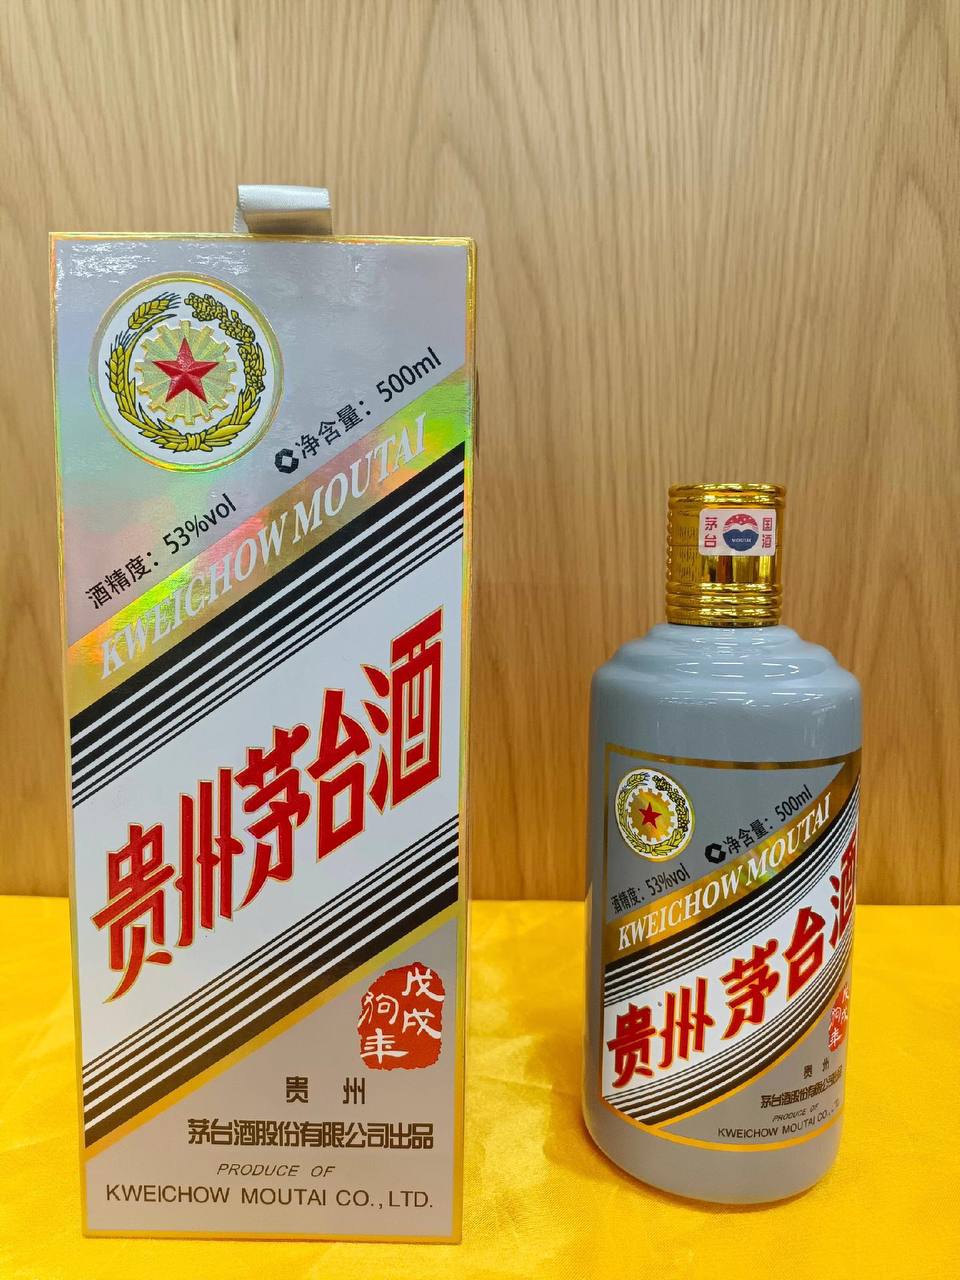 酒精度：53%vol 净含量：500ml
KWEICHOW MOUTAI
贵州茅台酒
戊戌
狗年
贵 州
茅台酒股份有限公司出品
PRODUCE OF
KWEICHOW MOUTAI CO., LTD.
茅台 MOUTAI 国酒
酒精度：53%vol 净含量：500ml
KWEICHOW MOUTAI
贵州茅台酒
戊戌
狗年
贵 州
茅台酒股份有限公司出品
PRODUCE OF
KWEICHOW MOUTAI CO.,